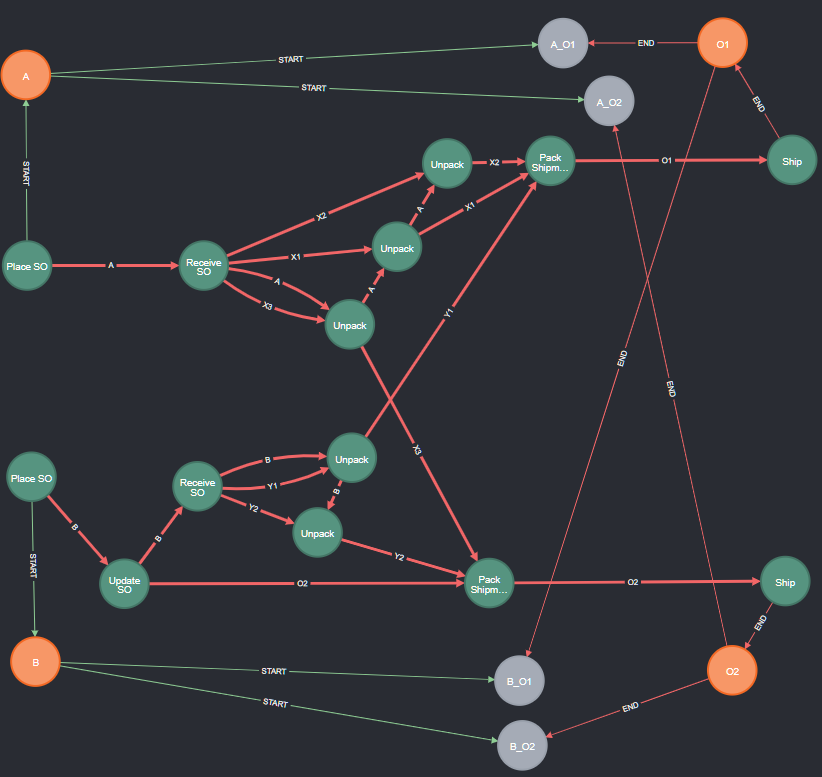 A_O1
END
O1
START
A
START
A_O2
END
START
Unpack
X2
Pack
Shipm...
O1
Ship
X2
A
X1
Unpack
Place SO
A
Receive
SO
X1
A
X3
A
Unpack
Y1
END
END
X3
Place SO
B
Unpack
Receive
SO
Y1
B
Y2
B
B
Unpack
Y2
START
Update
SO
O2
Pack
Shipm...
O2
Ship
END
B
START
B_O1
O2
START
END
B_O2